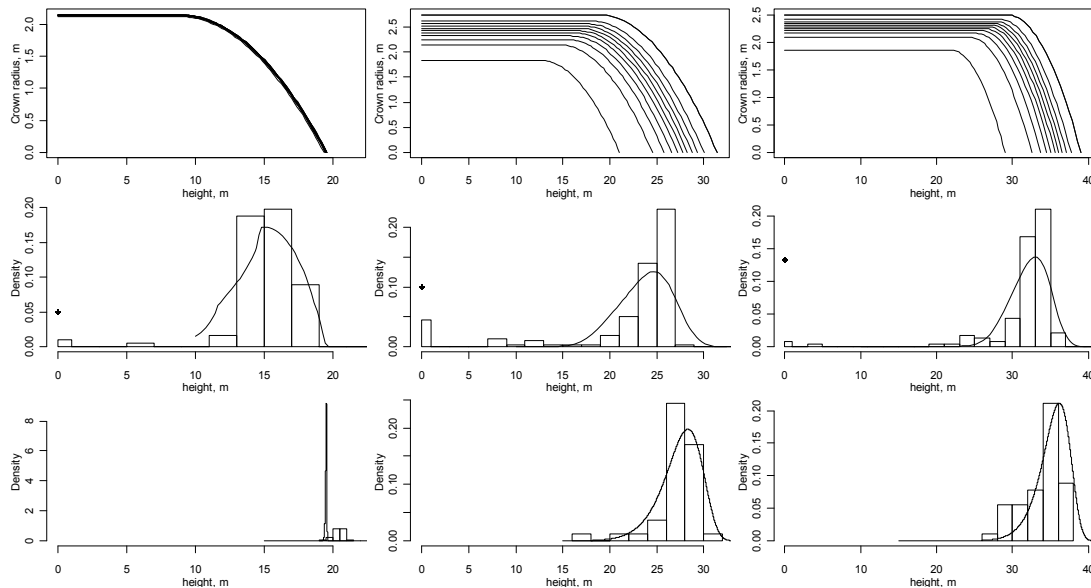 Crown radius, m
0.0 0.5 1.0 1.5 2.0
0 5 10 15 20
height, m
Crown radius, m
0.0 0.5 1.0 1.5 2.0 2.5
0 5 10 15 20 25 30
height, m
Crown radius, m
0.0 0.5 1.0 1.5 2.0 2.5
0 10 20 30 40
height, m
Density
0.00 0.05 0.10 0.15 0.20
0 5 10 15 20
height, m
Density
0.00 0.10 0.20
0 5 10 15 20 25 30
height, m
Density
0.00 0.05 0.10 0.15 0.20
0 10 20 30 40
height, m
Density
0 2 4 6 8
0 5 10 15 20
height, m
Density
0.00 0.10 0.20
0 5 10 15 20 25 30
height, m
Density
0.00 0.05 0.10 0.15 0.20
0 10 20 30 40
height, m